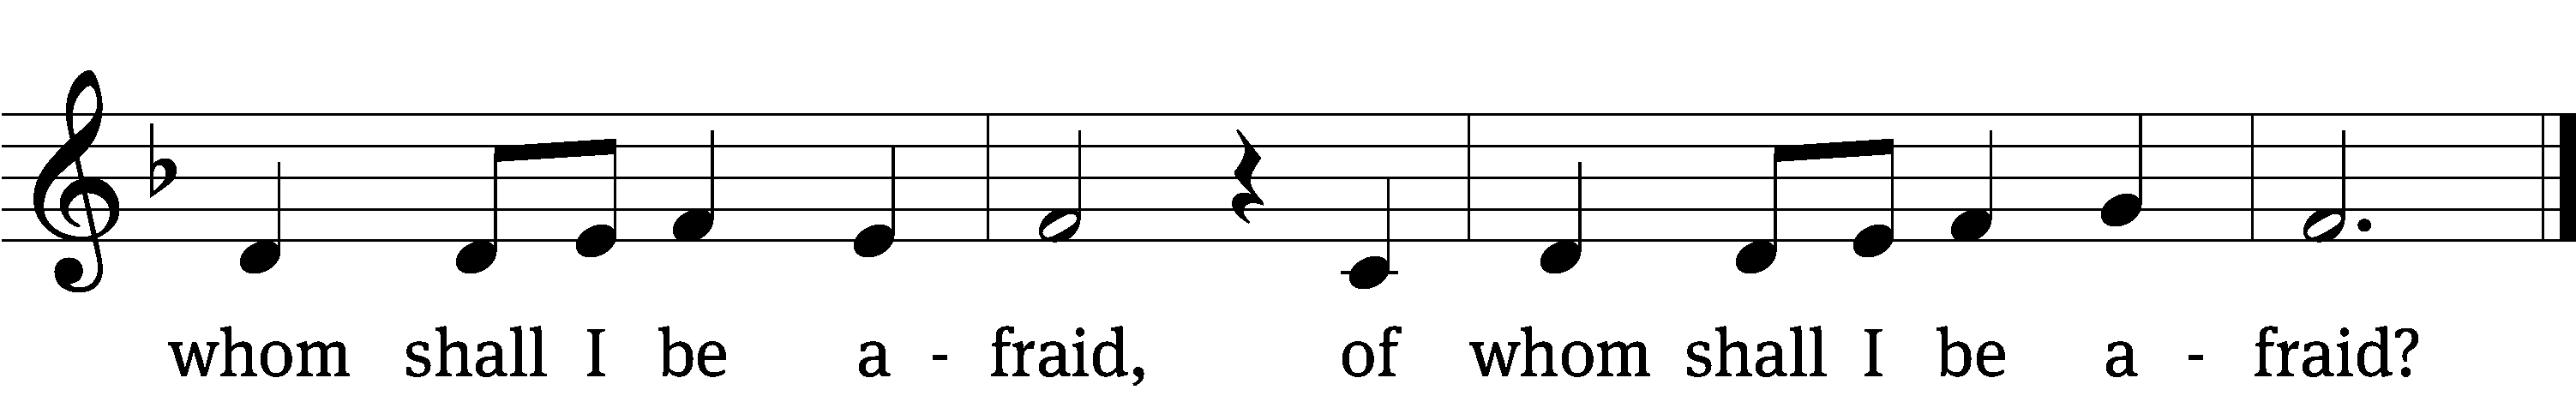 whom shall I be a - fraid, of whom shall I be a - fraid?